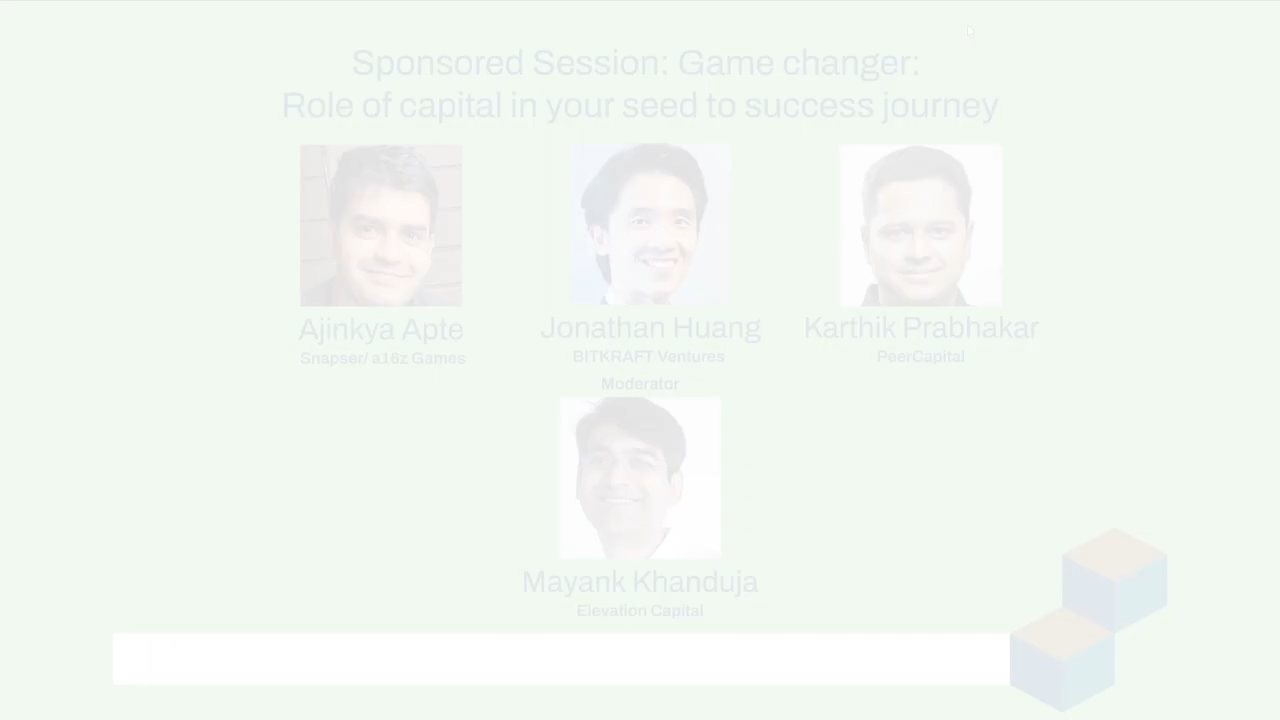 Sponsored Session: Game changer:
Role of capital in your seed to success journey
Ajinkya Apte
Snapser/ a16z Games
Jonathan Huang
BITKRAFT Ventures
Karthik Prabhakar
PeerCapital
Moderator
Mayank Khanduja
Elevation Capital